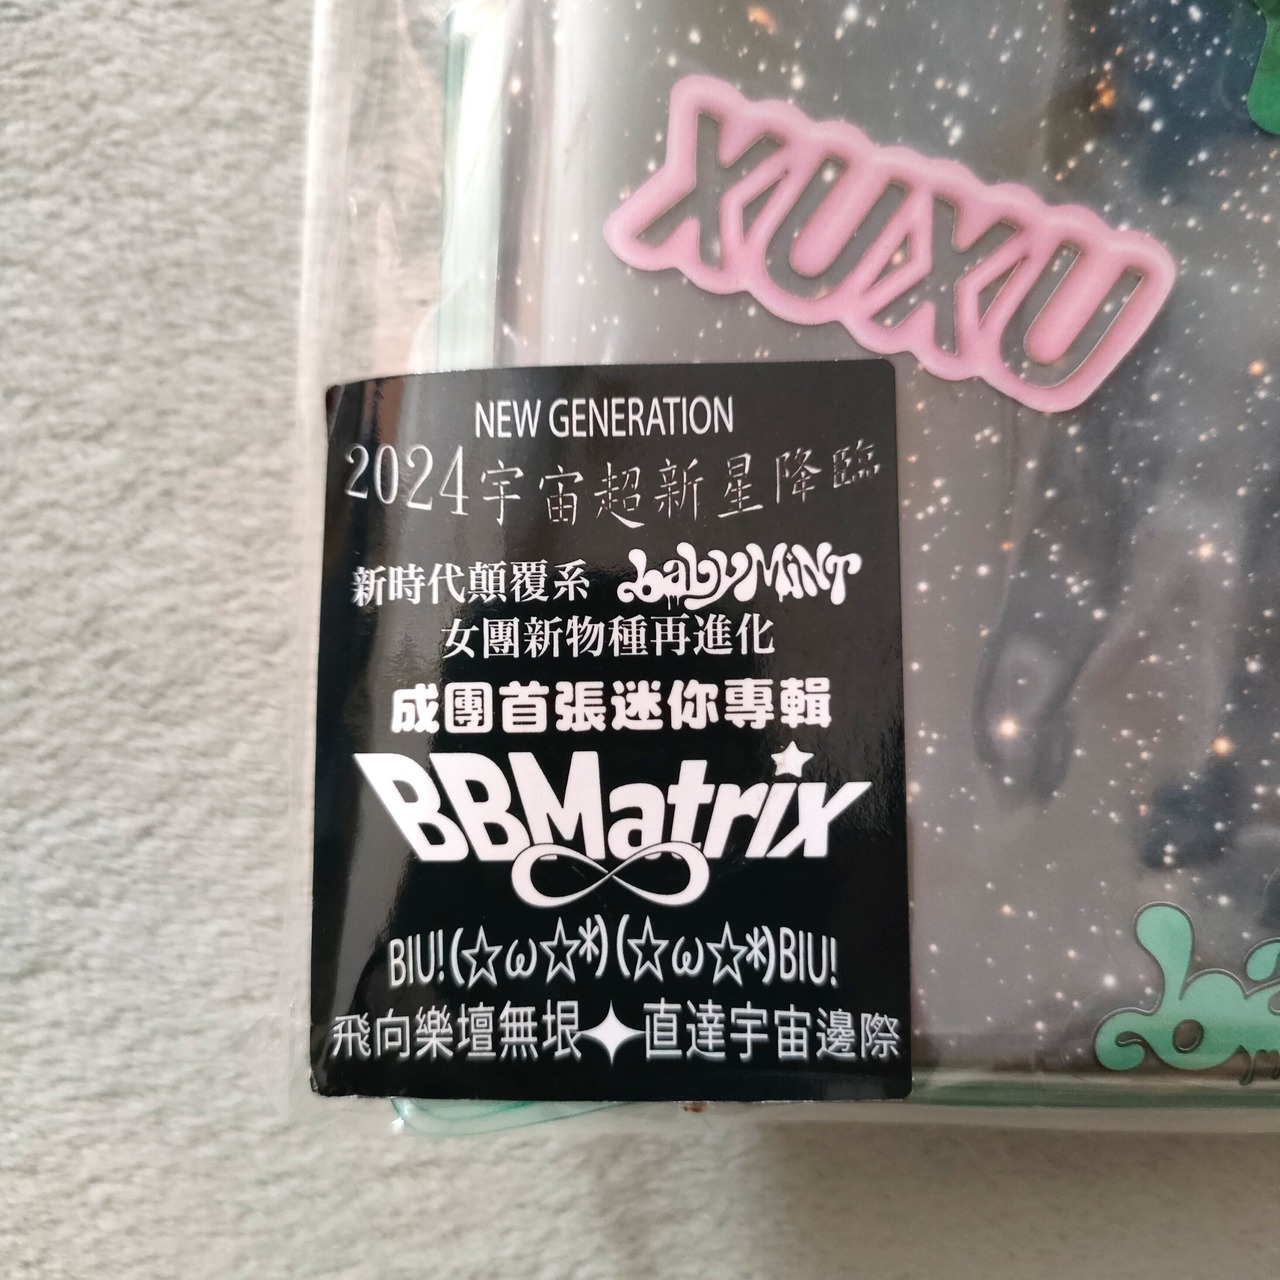 XUXU
NEW GENERATION
2024宇宙超新星降臨
新時代顛覆系 babyMINT
女團新物種再進化
成團首張迷你專輯
BBMatrix
BIU!(☆ω☆*)(☆ω☆*)BIU!
飛向樂壇無垠✦直達宇宙邊際
ba